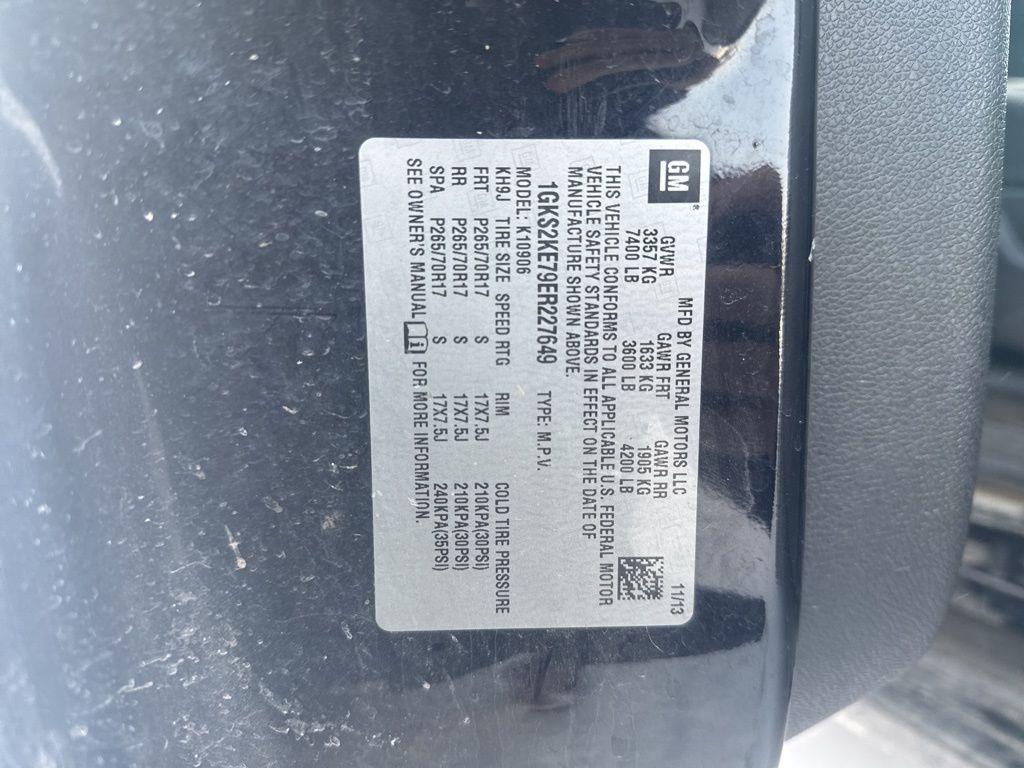 GM®
MFD BY GENERAL MOTORS LLC 11/13
GVWR GAWR FRT GAWR RR
3357 KG 1633 KG 1905 KG
7400 LB 3600 LB 4200 LB
THIS VEHICLE CONFORMS TO ALL APPLICABLE U.S. FEDERAL MOTOR
VEHICLE SAFETY STANDARDS IN EFFECT ON THE DATE OF
MANUFACTURE SHOWN ABOVE.
1GKS2KE79ER227649 TYPE: M.P.V.
MODEL: K10906
KH9J TIRE SIZE SPEED RTG RIM COLD TIRE PRESSURE
FRT P265/70R17 S 17X7.5J 210KPA(30PSI)
RR P265/70R17 S 17X7.5J 210KPA(30PSI)
SPA P265/70R17 S 17X7.5J 240KPA(35PSI)
SEE OWNER'S MANUAL i FOR MORE INFORMATION.